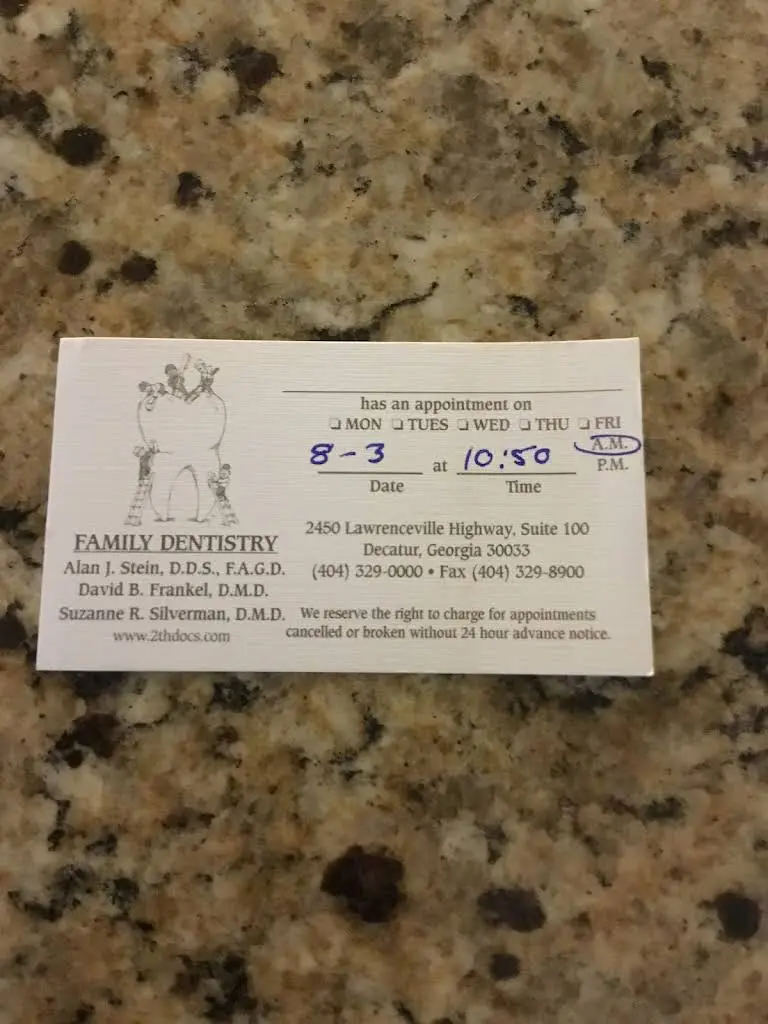 has an appointment on
❏ MON ❏ TUES ❏ WED ❏ THU ❏ FRI
8-3 at 10:50 A.M.
P.M.
Date Time
FAMILY DENTISTRY
Alan J. Stein, D.D.S., F.A.G.D.
David B. Frankel, D.M.D.
Suzanne R. Silverman, D.M.D.
www.2thdocs.com
2450 Lawrenceville Highway, Suite 100
Decatur, Georgia 30033
(404) 329-0000 • Fax (404) 329-8900
We reserve the right to charge for appointments
cancelled or broken without 24 hour advance notice.